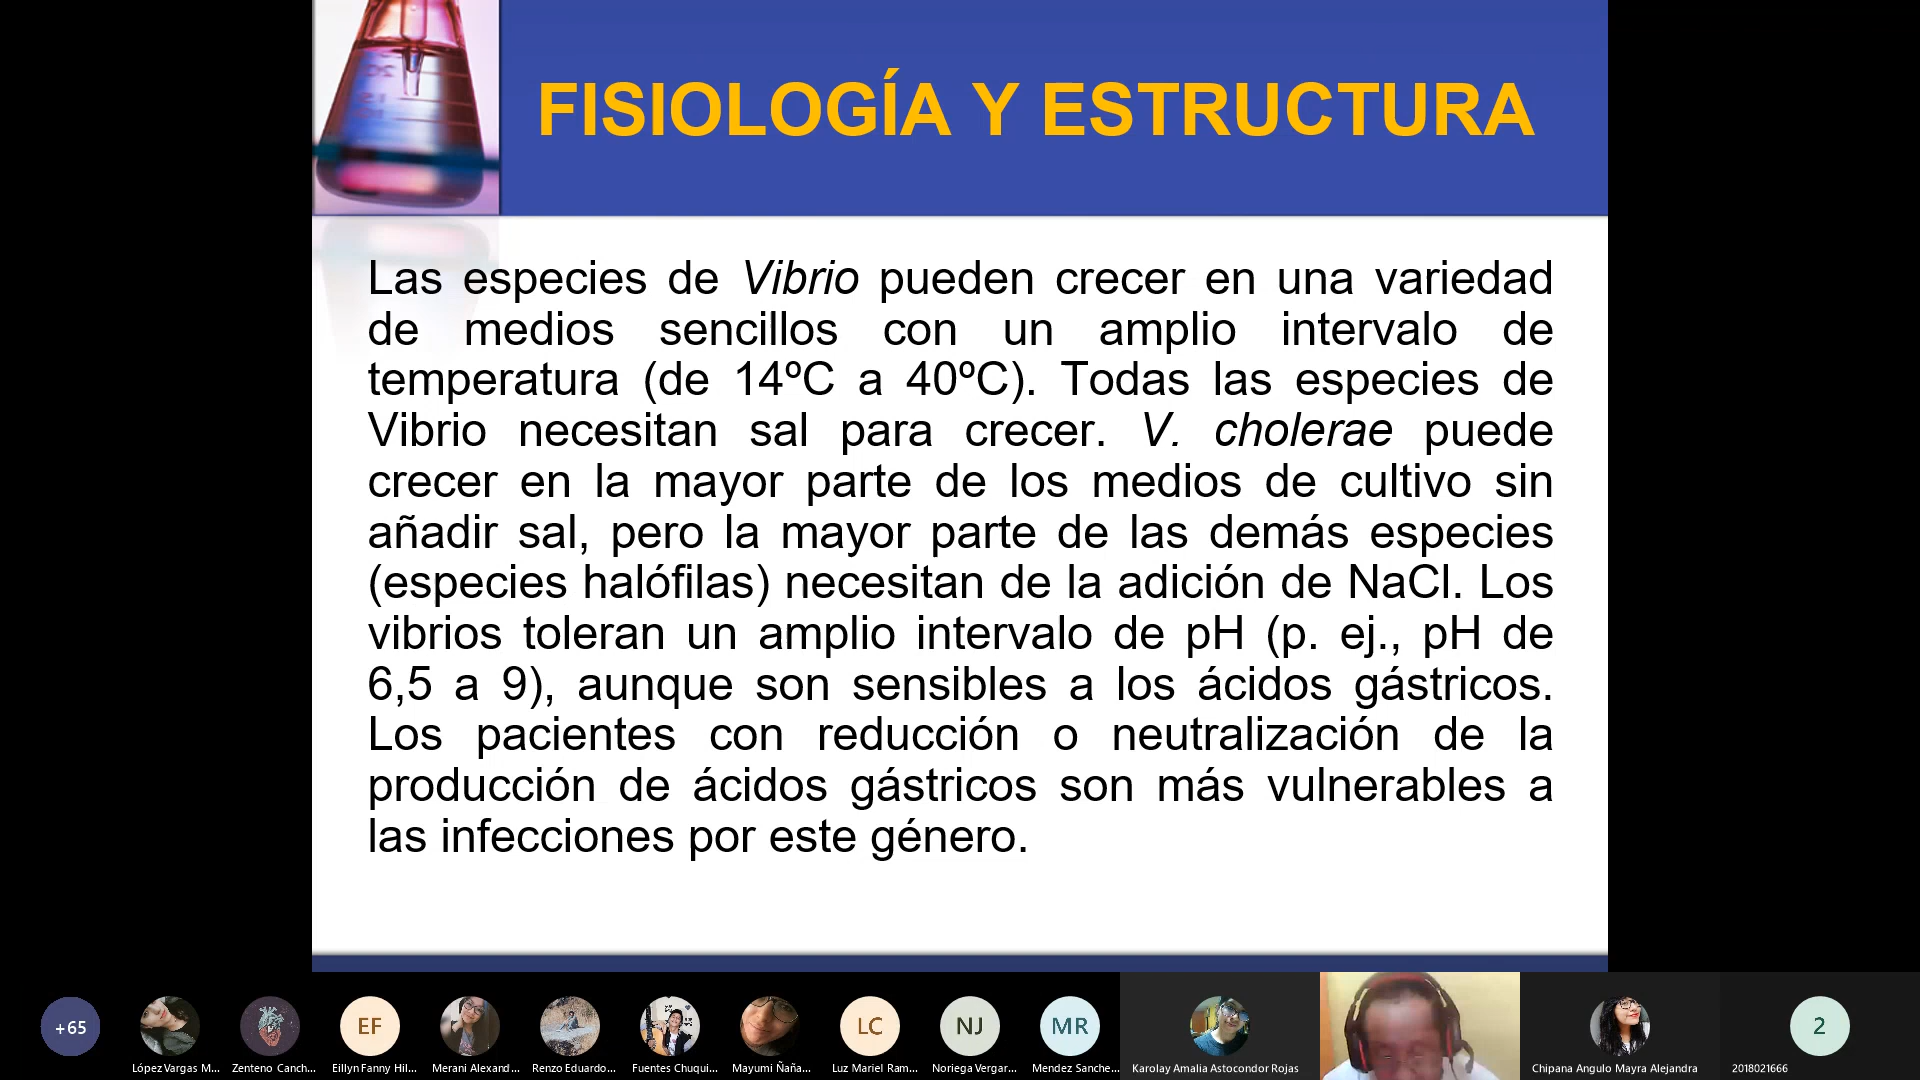 FISIOLOGÍA Y ESTRUCTURA
Las especies de Vibrio pueden crecer en una variedad
de medios sencillos con un amplio intervalo de
temperatura (de 14ºC a 40ºC). Todas las especies de
Vibrio necesitan sal para crecer. V. cholerae puede
crecer en la mayor parte de los medios de cultivo sin
añadir sal, pero la mayor parte de las demás especies
(especies halófilas) necesitan de la adición de NaCl. Los
vibrios toleran un amplio intervalo de pH (p. ej., pH de
6,5 a 9), aunque son sensibles a los ácidos gástricos.
Los pacientes con reducción o neutralización de la
producción de ácidos gástricos son más vulnerables a
las infecciones por este género.
+65
EF
LC
NJ
MR
2
López Vargas M...
Zenteno Canch...
Eillyn Fanny Hil...
Merani Alexand...
Renzo Eduardo...
Fuentes Chuqui...
Mayumi Ñaña...
Luz Mariel Ram...
Noriega Vergar...
Mendez Sanche...
Karolay Amalia Astocondor Rojas
Chipana Angulo Mayra Alejandra
2018021666